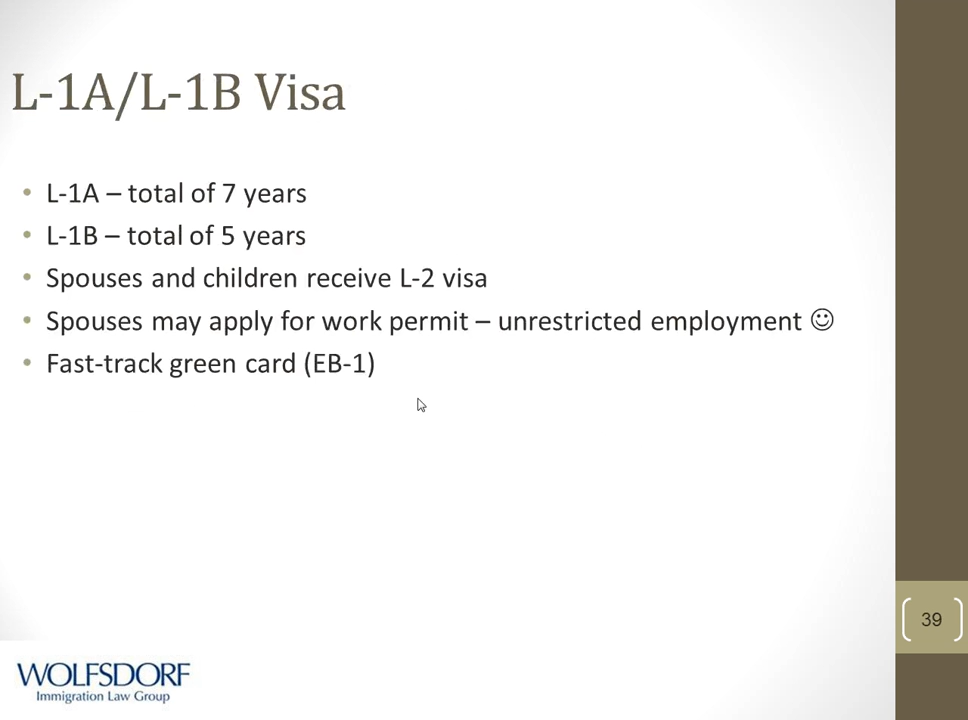 L-1A/L-1B Visa
• L-1A – total of 7 years
• L-1B – total of 5 years
• Spouses and children receive L-2 visa
• Spouses may apply for work permit – unrestricted employment ☺
• Fast-track green card (EB-1)
39
WOLFSDORF
Immigration Law Group